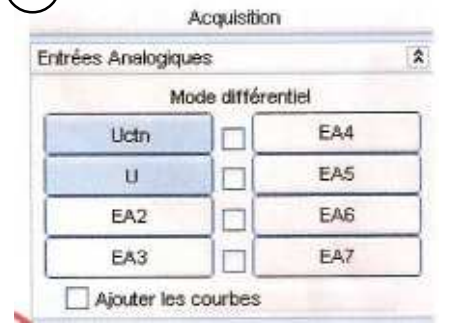 Acquisition
Entrées Analogiques
Mode différentiel
Uctn EA4
U EA5
EA2 EA6
EA3 EA7
Ajouter les courbes